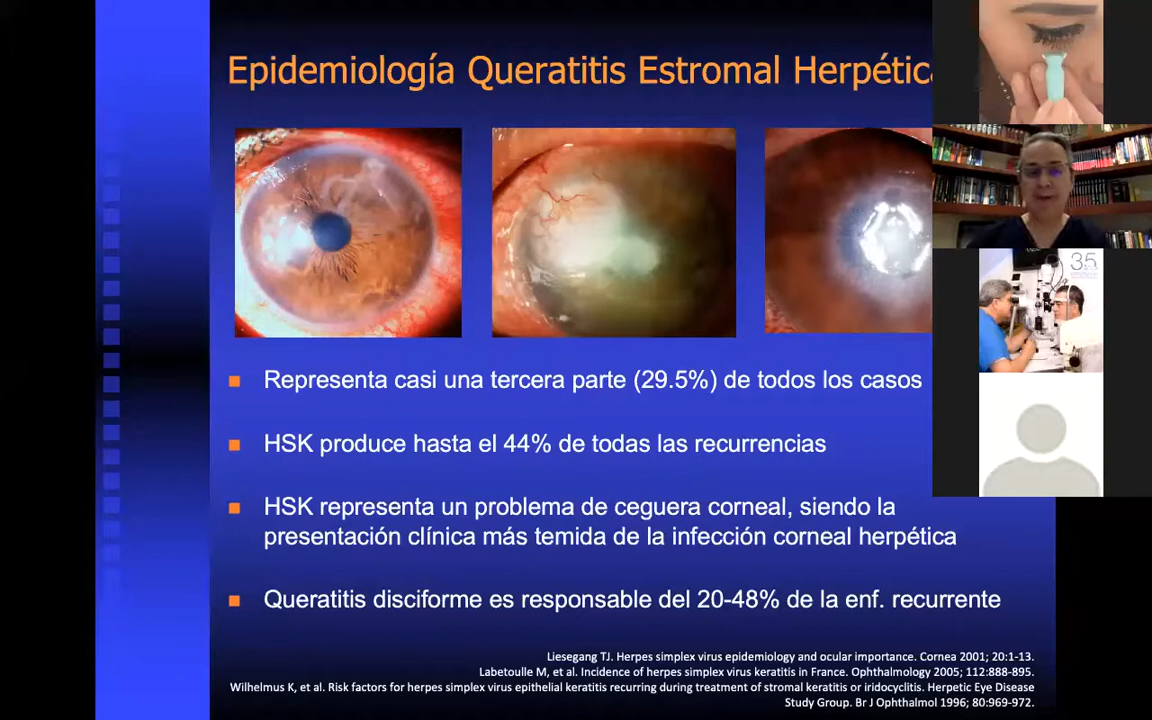 Epidemiología Queratitis Estromal Herpétic
35
Representa casi una tercera parte (29.5%) de todos los casos
HSK produce hasta el 44% de todas las recurrencias
HSK representa un problema de ceguera corneal, siendo la
presentación clínica más temida de la infección corneal herpética
Queratitis disciforme es responsable del 20-48% de la enf. recurrente
Liesegang TJ. Herpes simplex virus epidemiology and ocular importance. Cornea 2001; 20:1-13.
Labetoulle M, et al. Incidence of herpes simplex virus keratitis in France. Ophthalmology 2005; 112:888-895.
Wilhelmus K, et al. Risk factors for herpes simplex virus epithelial keratitis recurring during treatment of stromal keratitis or iridocyclitis. Herpetic Eye Disease
Study Group. Br J Ophthalmol 1996; 80:969-972.